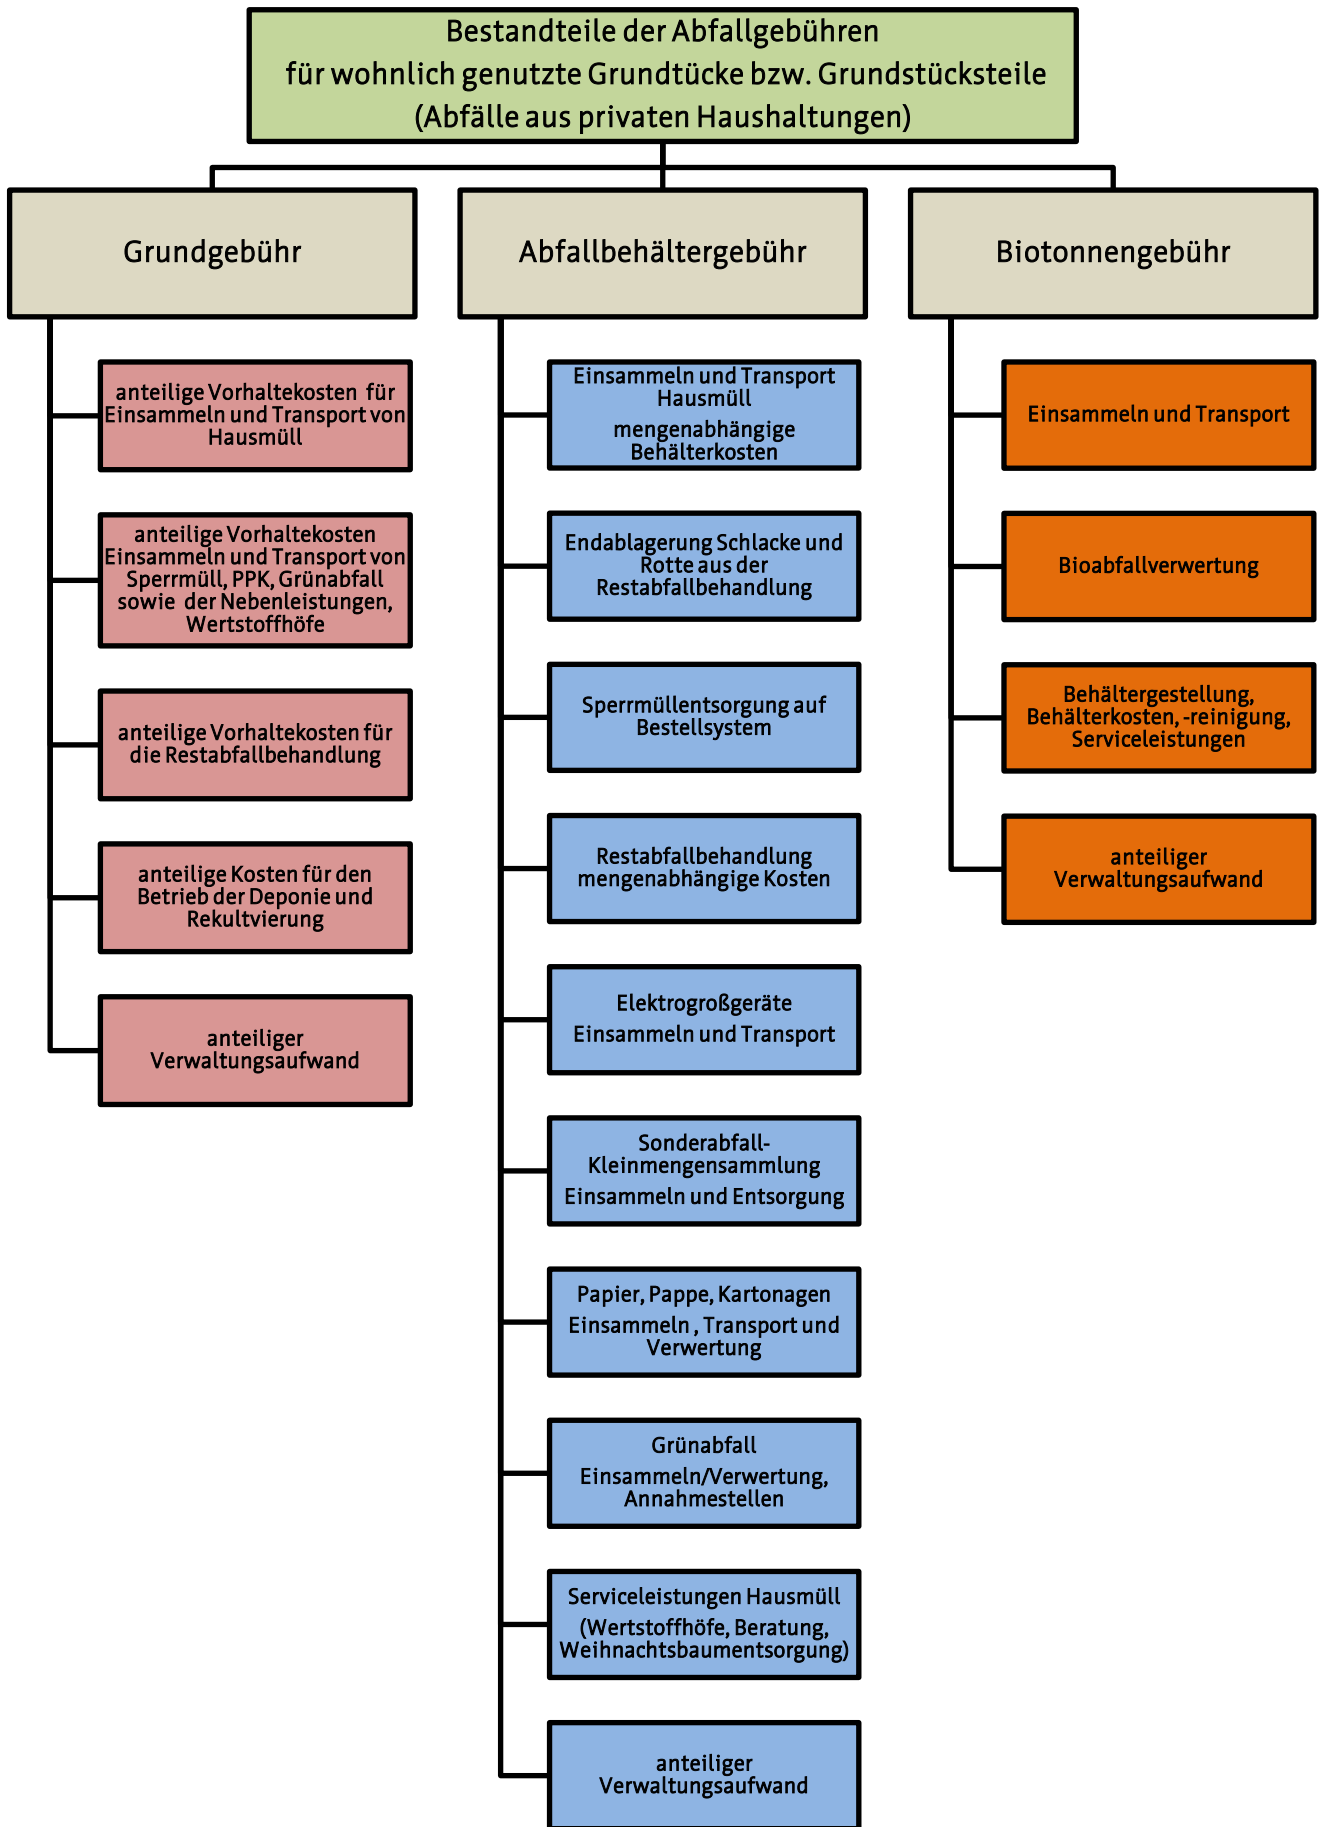 Bestandteile der Abfallgebühren
für wohnlich genutzte Grundtücke bzw. Grundstücksteile
(Abfälle aus privaten Haushaltungen)
Grundgebühr
anteilige Vorhaltekosten für
Einsammeln und Transport von
Hausmüll
anteilige Vorhaltekosten
Einsammeln und Transport von
Sperrmüll, PPK, Grünabfall
sowie der Nebenleistungen,
Wertstoffhöfe
anteilige Vorhaltekosten für
die Restabfallbehandlung
anteilige Kosten für den
Betrieb der Deponie und
Rekultvierung
anteiliger
Verwaltungsaufwand
Abfallbehältergebühr
Einsammeln und Transport
Hausmüll
mengenabhängige
Behälterkosten
Endablagerung Schlacke und
Rotte aus der
Restabfallbehandlung
Sperrmüllentsorgung auf
Bestellsystem
Restabfallbehandlung
mengenabhängige Kosten
Elektrogroßgeräte
Einsammeln und Transport
Sonderabfall-
Kleinmengensammlung
Einsammeln und Entsorgung
Papier, Pappe, Kartonagen
Einsammeln , Transport und
Verwertung
Grünabfall
Einsammeln/Verwertung,
Annahmestellen
Serviceleistungen Hausmüll
(Wertstoffhöfe, Beratung,
Weihnachtsbaumentsorgung)
anteiliger
Verwaltungsaufwand
Biotonnengebühr
Einsammeln und Transport
Bioabfallverwertung
Behältergestellung,
Behälterkosten, -reinigung,
Serviceleistungen
anteiliger
Verwaltungsaufwand